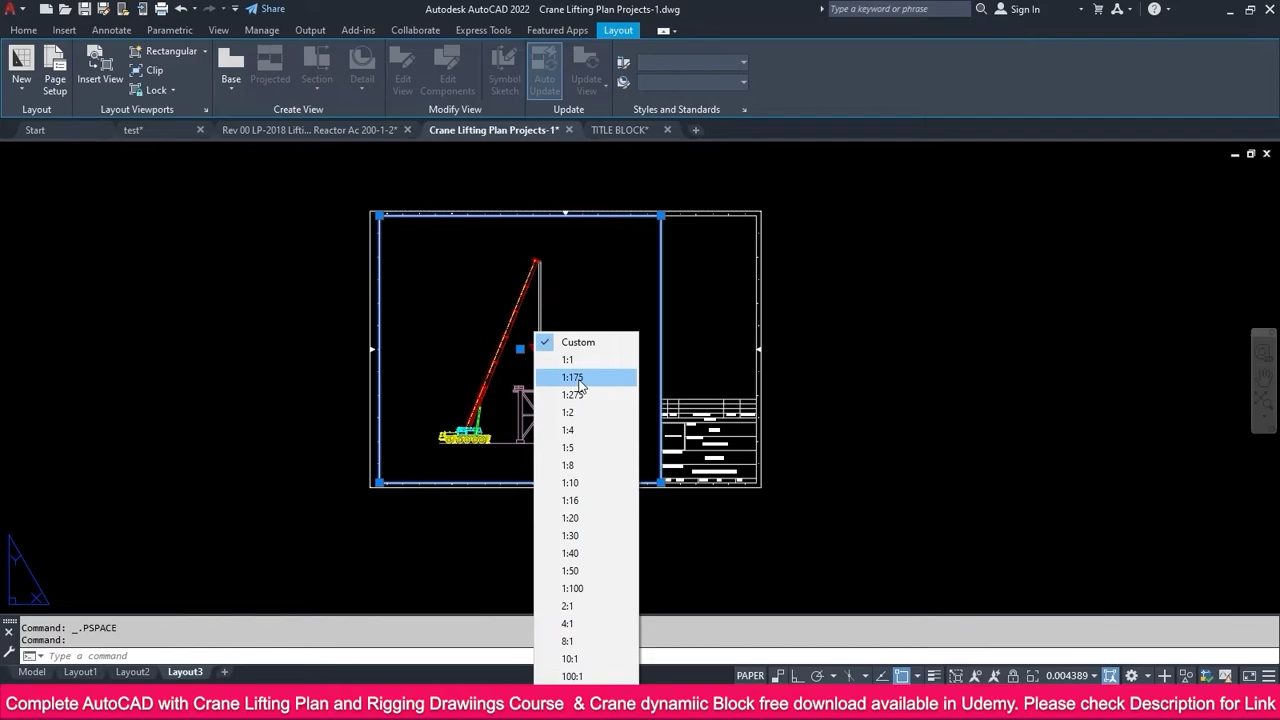 Share
Autodesk AutoCAD 2022 Crane Lifting Plan Projects-1.dwg
Type a keyword or phrase
Sign In
Home Insert Annotate Parametric View Manage Output Add-ins Collaborate Express Tools Featured Apps Layout
New
Page Setup
Insert View
Rectangular
Clip
Lock
Base
Projected
Section
Detail
Edit View
Edit Components
Symbol Sketch
Auto Update
Update View
Layout Layout Viewports Create View Modify View Update Styles and Standards
Start test* Rev 00 LP-2018 Lifti... Reactor Ac 200-1-2* Crane Lifting Plan Projects-1* TITLE BLOCK*
Custom
1:1
1:175
1:275
1:2
1:4
1:5
1:8
1:10
1:16
1:20
1:30
1:40
1:50
1:100
2:1
4:1
8:1
10:1
100:1
Y
X
Command: _.PSPACE
Command:
Type a command
Model Layout1 Layout2 Layout3
PAPER 0.004389
Complete AutoCAD with Crane Lifting Plan and Rigging Drawiings Course & Crane dynamiic Block free download available in Udemy. Please check Description for Link